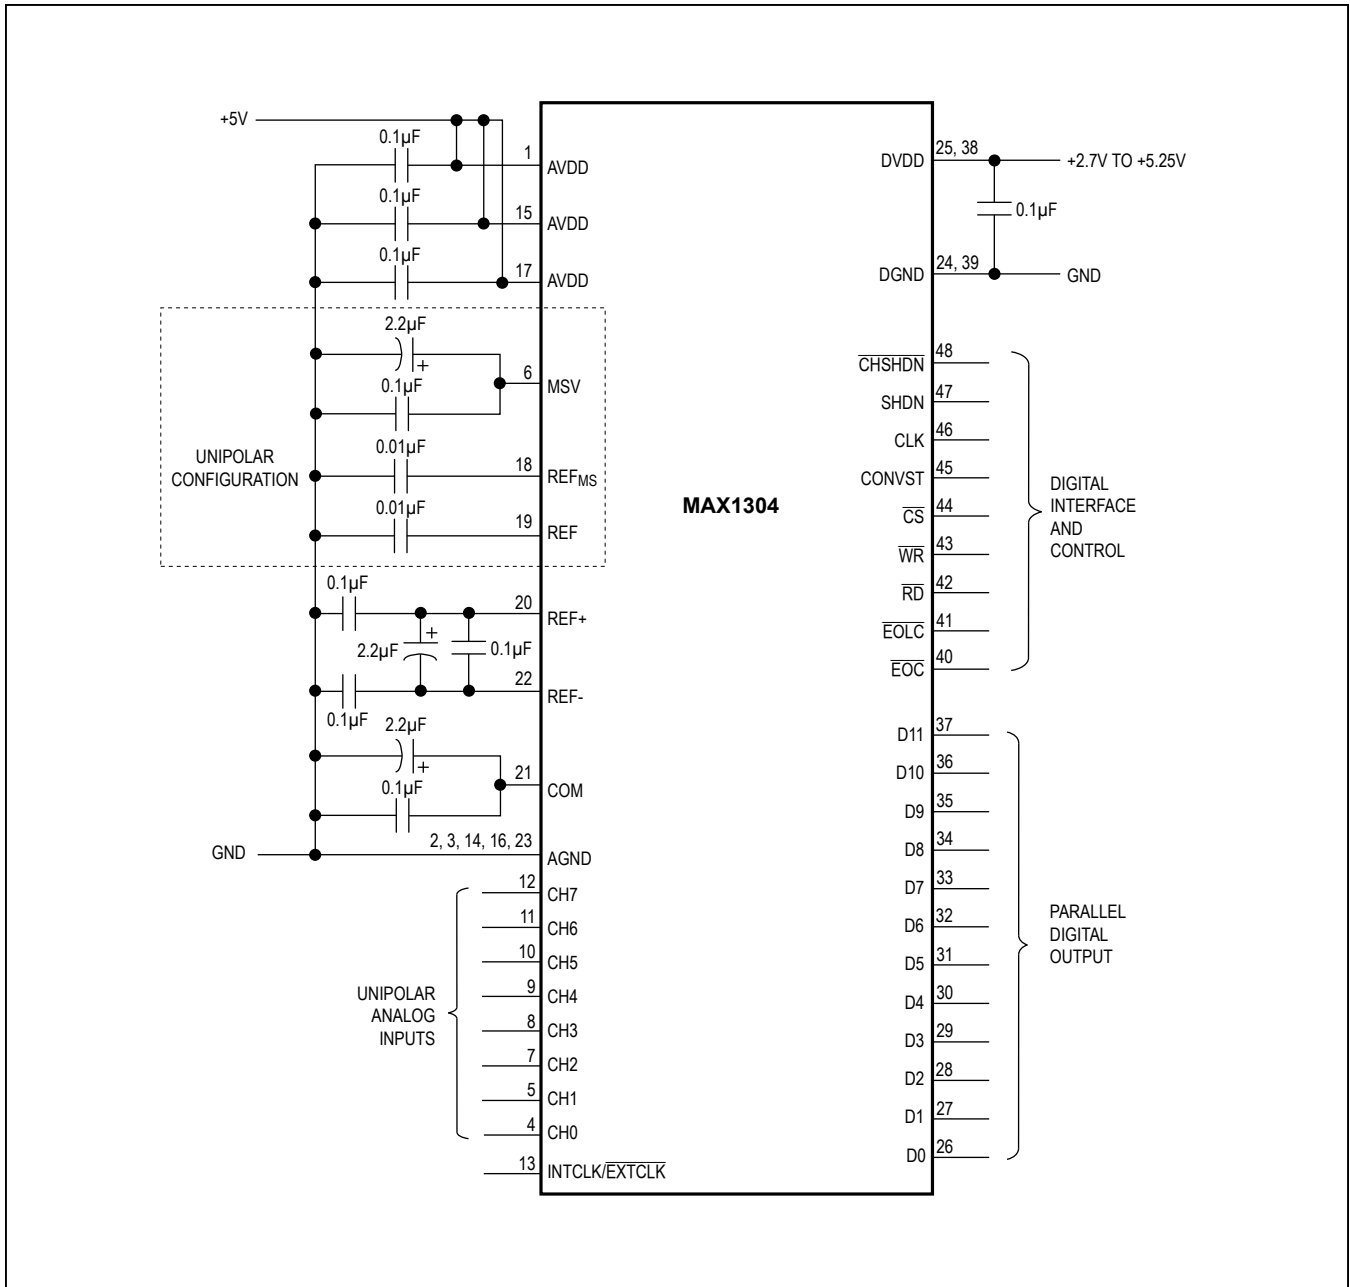 +5V
0.1µF
1
AVDD
0.1µF
15
AVDD
0.1µF
17
AVDD
2.2µF
+
6
MSV
0.1µF
UNIPOLAR
CONFIGURATION
0.01µF
18
REFMS
0.01µF
19
REF
0.1µF
20
REF+
+
2.2µF
0.1µF
22
REF-
0.1µF
2.2µF
+
21
COM
0.1µF
GND
2, 3, 14, 16, 23
AGND
12
CH7
11
CH6
10
CH5
9
CH4
8
CH3
7
CH2
5
CH1
4
CH0
UNIPOLAR
ANALOG
INPUTS
13
INTCLK/EXTCLK
MAX1304
DVDD
25, 38
+2.7V TO +5.25V
0.1µF
DGND
24, 39
GND
CHSHDN
48
SHDN
47
CLK
46
CONVST
45
CS
44
WR
43
RD
42
EOLC
41
EOC
40
DIGITAL
INTERFACE
AND
CONTROL
D11
37
D10
36
D9
35
D8
34
D7
33
D6
32
D5
31
D4
30
D3
29
D2
28
D1
27
D0
26
PARALLEL
DIGITAL
OUTPUT